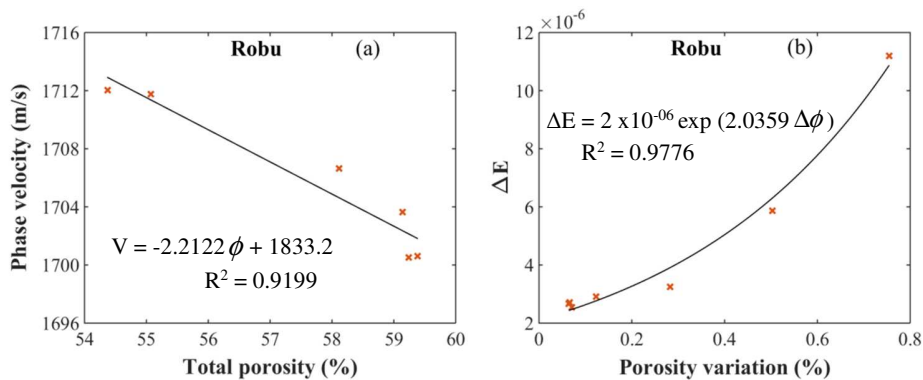 Robu (a)
1716
1712
1708
1704
1700
1696
Phase velocity (m/s)
V = -2.2122 ϕ + 1833.2
R² = 0.9199
54 55 56 57 58 59 60
Total porosity (%)
×10⁻⁶
Robu (b)
12
10
8
6
4
2
ΔE
ΔE = 2 x10⁻⁰⁶ exp (2.0359 Δϕ)
R² = 0.9776
0 0.2 0.4 0.6 0.8
Porosity variation (%)